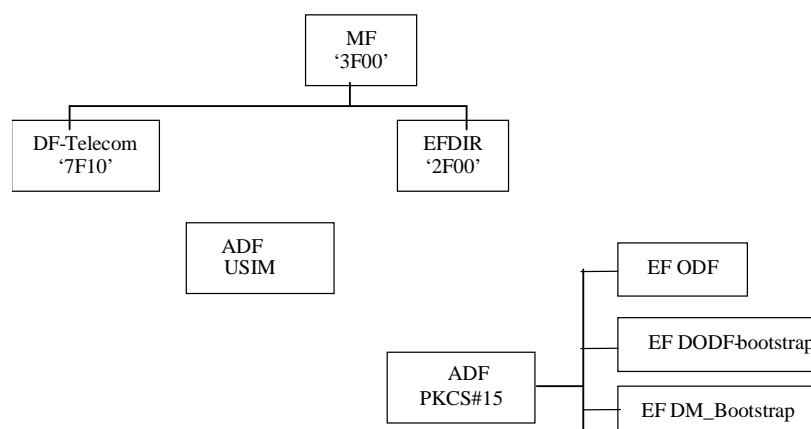 MF
‘3F00’
DF-Telecom
‘7F10’
EFDIR
‘2F00’
ADF
USIM
EF ODF
EF DODF-bootstrap
ADF
PKCS#15
EF DM_Bootstrap